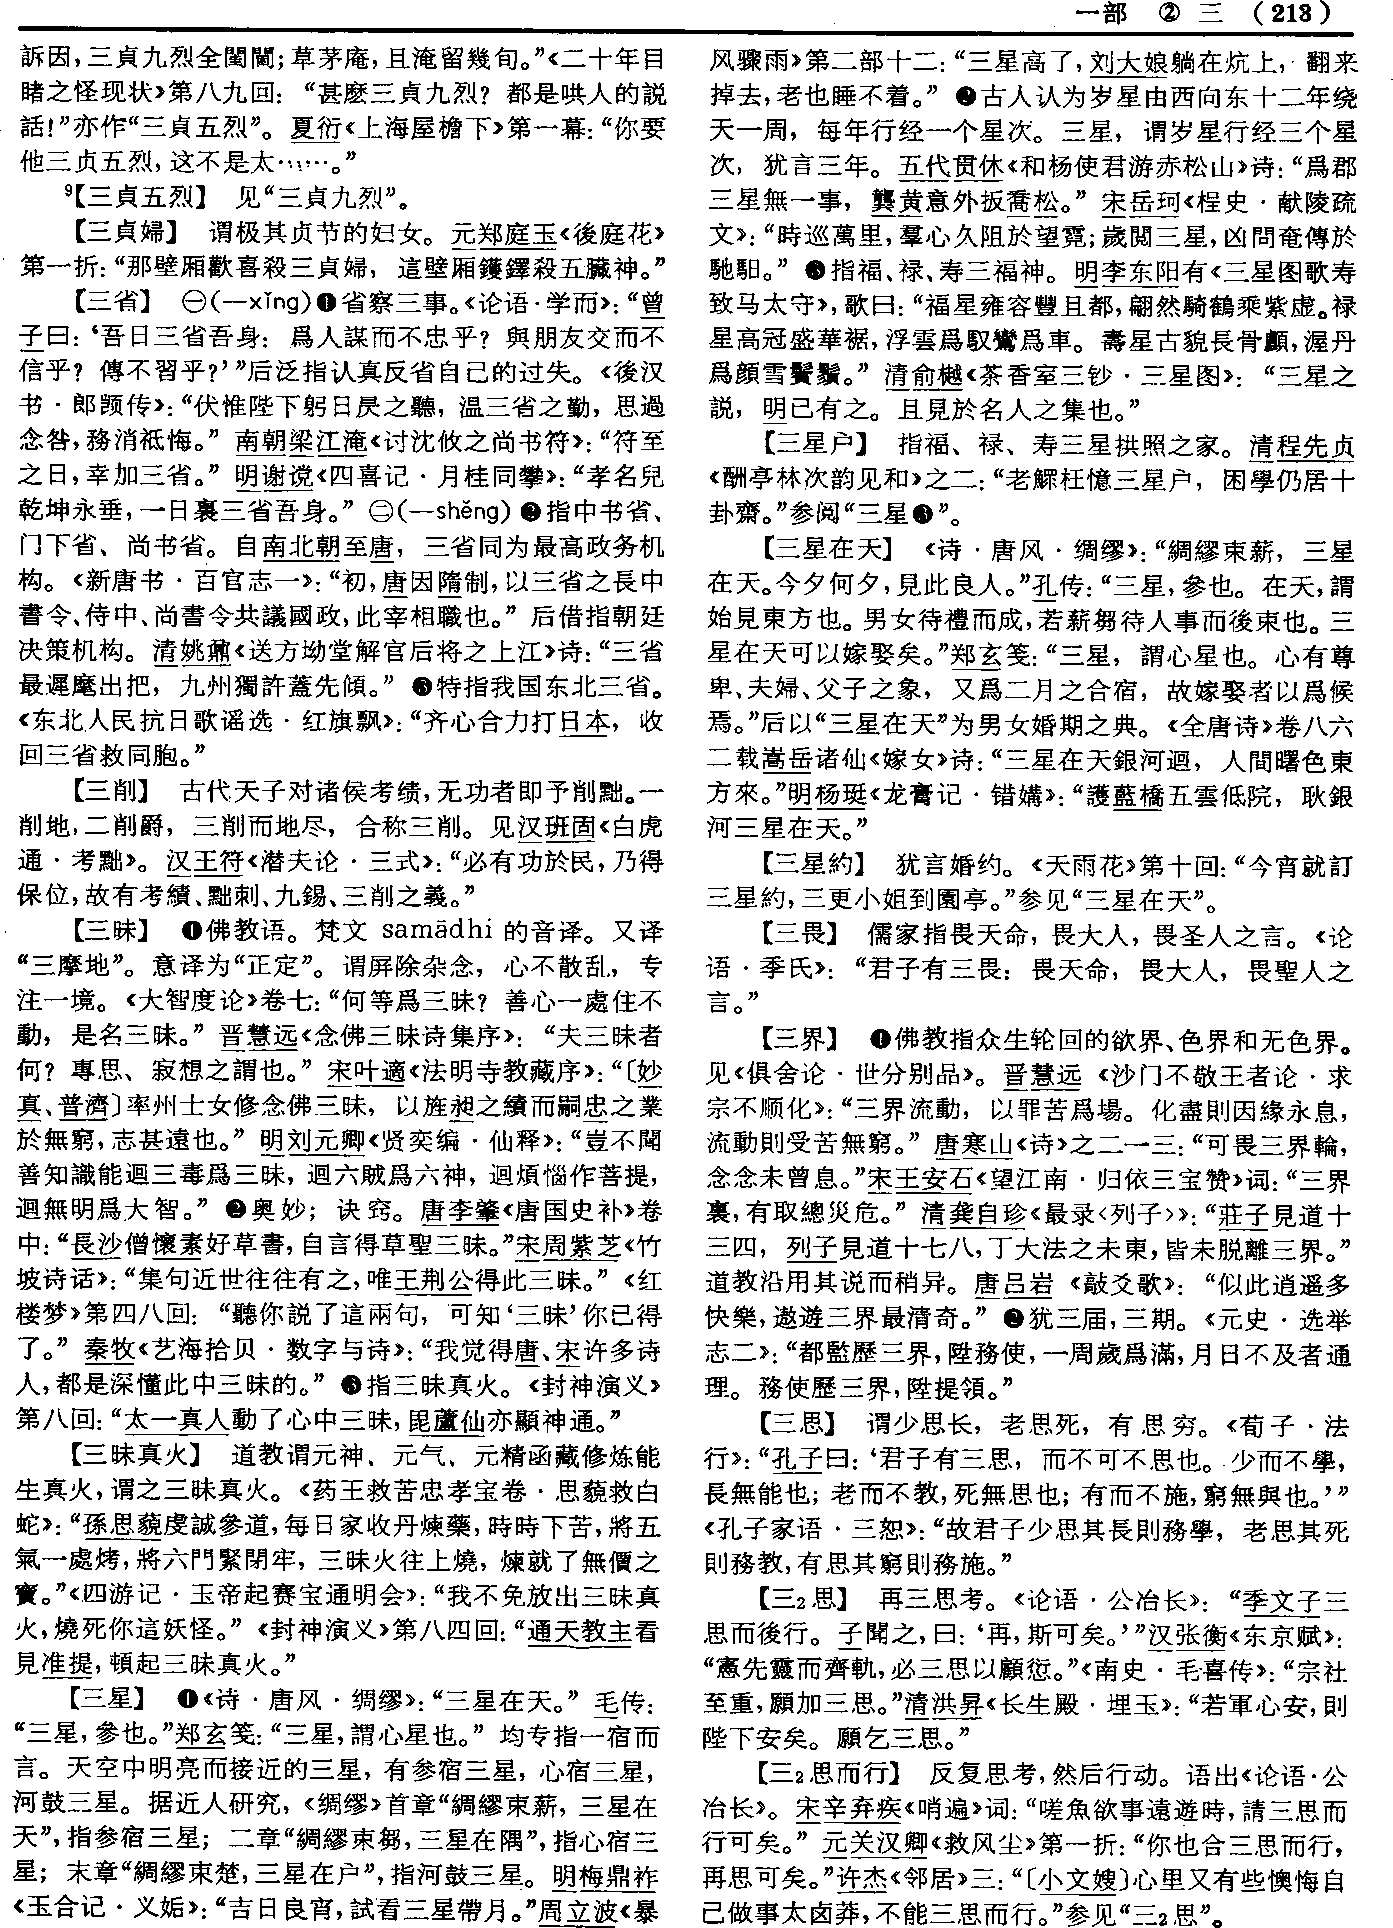 一部 ② 三 （213）
訴因，三貞九烈全閨閫；草茅庵，且淹留幾旬。”《二十年目
睹之怪现状》第八九回：“甚麽三貞九烈？都是哄人的説
話！”亦作“三貞五烈”。夏衍《上海屋檐下》第一幕：“你要
他三贞五烈，这不是太……。”
⁹【三貞五烈】 见“三貞九烈”。
【三貞婦】 谓极其贞节的妇女。元郑庭玉《後庭花》
第一折：“那壁厢歡喜殺三貞婦，這壁厢鑊鐸殺五臟神。”
【三省】 ㊀(—xǐng)❶省察三事。《论语·学而》：“曾
子曰：‘吾日三省吾身：爲人謀而不忠乎？與朋友交而不
信乎？傳不習乎？’”后泛指认真反省自己的过失。《後汉
书·郎𫖮传》：“伏惟陛下躬日昃之聽，温三省之勤，思過
念咎，務消祗悔。”南朝梁江淹《讨沈攸之尚书符》：“符至
之日，幸加三省。”明谢谠《四喜记·月桂同攀》：“孝名兒
乾坤永垂，一日裏三省吾身。”㊁(—shěng)❷指中书省、
门下省、尚书省。自南北朝至唐，三省同为最高政务机
构。《新唐书·百官志一》：“初，唐因隋制，以三省之長中
書令、侍中、尚書令共議國政，此宰相職也。”后借指朝廷
决策机构。清姚鼐《送方坳堂解官后将之上江》诗：“三省
最遲麾出把，九州獨許蓋先傾。”❸特指我国东北三省。
《东北人民抗日歌谣选·红旗飘》：“齐心合力打日本，收
回三省救同胞。”
【三削】 古代天子对诸侯考绩，无功者即予削黜。一
削地，二削爵，三削而地尽，合称三削。见汉班固《白虎
通·考黜》。汉王符《潜夫论·三式》：“必有功於民，乃得
保位，故有考績、黜刺、九錫、三削之義。”
【三昧】 ❶佛教语。梵文 samādhi 的音译。又译
“三摩地”。意译为“正定”。谓屏除杂念，心不散乱，专
注一境。《大智度论》卷七：“何等爲三昧？善心一處住不
動，是名三昧。”晋慧远《念佛三昧诗集序》：“夫三昧者
何？專思、寂想之謂也。”宋叶適《法明寺教藏序》：“〔妙
真、普濟〕率州士女修念佛三昧，以旌昶之績而嗣忠之業
於無窮，志甚遠也。”明刘元卿《贤奕编·仙释》：“豈不聞
善知識能迴三毒爲三昧，迴六賊爲六神，迴煩惱作菩提，
迴無明爲大智。”❷奥妙；诀窍。唐李肇《唐国史补》卷
中：“長沙僧懷素好草書，自言得草聖三昧。”宋周紫芝《竹
坡诗话》：“集句近世往往有之，唯王荆公得此三昧。”《红
楼梦》第四八回：“聽你説了這兩句，可知‘三昧’你已得
了。”秦牧《艺海拾贝·数字与诗》：“我觉得唐、宋许多诗
人，都是深懂此中三昧的。”❸指三昧真火。《封神演义》
第八回：“太一真人動了心中三昧，毘蘆仙亦顯神通。”
【三昧真火】 道教谓元神、元气、元精函藏修炼能
生真火，谓之三昧真火。《药王救苦忠孝宝卷·思藐救白
蛇》：“孫思藐虔誠參道，每日家收丹煉藥，時時下苦，將五
氣一處烤，將六門緊閉牢，三昧火往上燒，煉就了無價之
寶。”《四游记·玉帝起赛宝通明会》：“我不免放出三昧真
火，燒死你這妖怪。”《封神演义》第八四回：“通天教主看
見准提，頓起三昧真火。”
【三星】 ❶《诗·唐风·绸缪》：“三星在天。”毛传：
“三星，參也。”郑玄笺：“三星，謂心星也。”均专指一宿而
言。天空中明亮而接近的三星，有参宿三星，心宿三星，
河鼓三星。据近人研究，《绸缪》首章“綢繆束薪，三星在
天”，指参宿三星；二章“綢繆束芻，三星在隅”，指心宿三
星；末章“綢繆束楚，三星在户”，指河鼓三星。明梅鼎祚
《玉合记·义姤》：“吉日良宵，試看三星帶月。”周立波《暴
风骤雨》第二部十二：“三星高了，刘大娘躺在炕上，翻来
掉去，老也睡不着。”❷古人认为岁星由西向东十二年绕
天一周，每年行经一个星次。三星，谓岁星行经三个星
次，犹言三年。五代贯休《和杨使君游赤松山》诗：“爲郡
三星無一事，龔黄意外扳喬松。”宋岳珂《桯史·献陵疏
文》：“時巡萬里，羣心久阻於望霓；歲閲三星，凶問奄傳於
馳馹。”❸指福、禄、寿三福神。明李东阳有《三星图歌寿
致马太守》，歌曰：“福星雍容豐且都，翩然騎鶴乘紫虚。禄
星高冠盛華裾，浮雲爲馭鸞爲車。壽星古貌長骨顱，渥丹
爲顔雪鬢鬚。”清俞樾《茶香室三钞·三星图》：“三星之
説，明已有之。且見於名人之集也。”
【三星户】 指福、禄、寿三星拱照之家。清程先贞
《酬亭林次韵见和》之二：“老鰥枉憶三星户，困學仍居十
卦齋。”参阅“三星❸”。
【三星在天】 《诗·唐风·绸缪》：“綢繆束薪，三星
在天。今夕何夕，見此良人。”孔传：“三星，參也。在天，謂
始見東方也。男女待禮而成，若薪芻待人事而後束也。三
星在天可以嫁娶矣。”郑玄笺：“三星，謂心星也。心有尊
卑、夫婦、父子之象，又爲二月之合宿，故嫁娶者以爲候
焉。”后以“三星在天”为男女婚期之典。《全唐诗》卷八六
二载嵩岳诸仙《嫁女》诗：“三星在天銀河迴，人間曙色東
方來。”明杨珽《龙膏记·错媾》：“護藍橋五雲低院，耿銀
河三星在天。”
【三星約】 犹言婚约。《天雨花》第十回：“今宵就訂
三星約，三更小姐到園亭。”参见“三星在天”。
【三畏】 儒家指畏天命，畏大人，畏圣人之言。《论
语·季氏》：“君子有三畏：畏天命，畏大人，畏聖人之
言。”
【三界】 ❶佛教指众生轮回的欲界、色界和无色界。
见《俱舍论·世分别品》。晋慧远《沙门不敬王者论·求
宗不顺化》：“三界流動，以罪苦爲場。化盡則因緣永息，
流動則受苦無窮。”唐寒山《诗》之二一三：“可畏三界輪，
念念未曾息。”宋王安石《望江南·归依三宝赞》词：“三界
裏，有取總災危。”清龚自珍《最录〈列子〉》：“莊子見道十
三四，列子見道十七八，丁大法之未東，皆未脱離三界。”
道教沿用其说而稍异。唐吕岩《敲爻歌》：“似此逍遥多
快樂，遨遊三界最清奇。”❷犹三届，三期。《元史·选举
志二》：“都監歷三界，陞務使，一周歲爲滿，月日不及者通
理。務使歷三界，陞提領。”
【三思】 谓少思长，老思死，有思穷。《荀子·法
行》：“孔子曰：‘君子有三思，而不可不思也。少而不學，
長無能也；老而不教，死無思也；有而不施，窮無與也。’”
《孔子家语·三恕》：“故君子少思其長則務學，老思其死
則務教，有思其窮則務施。”
【三₂思】 再三思考。《论语·公冶长》：“季文子三
思而後行。子聞之，曰：‘再，斯可矣。’”汉张衡《东京赋》：
“憲先靈而齊軌，必三思以顧愆。”《南史·毛喜传》：“宗社
至重，願加三思。”清洪昇《长生殿·埋玉》：“若軍心安，則
陛下安矣。願乞三思。”
【三₂思而行】 反复思考，然后行动。语出《论语·公
冶长》。宋辛弃疾《哨遍》词：“嗟魚欲事遠遊時，請三思而
行可矣。”元关汉卿《救风尘》第一折：“你也合三思而行，
再思可矣。”许杰《邻居》三：“〔小文嫂〕心里又有些懊悔自
己做事太卤莽，不能三思而行。”参见“三₂思”。